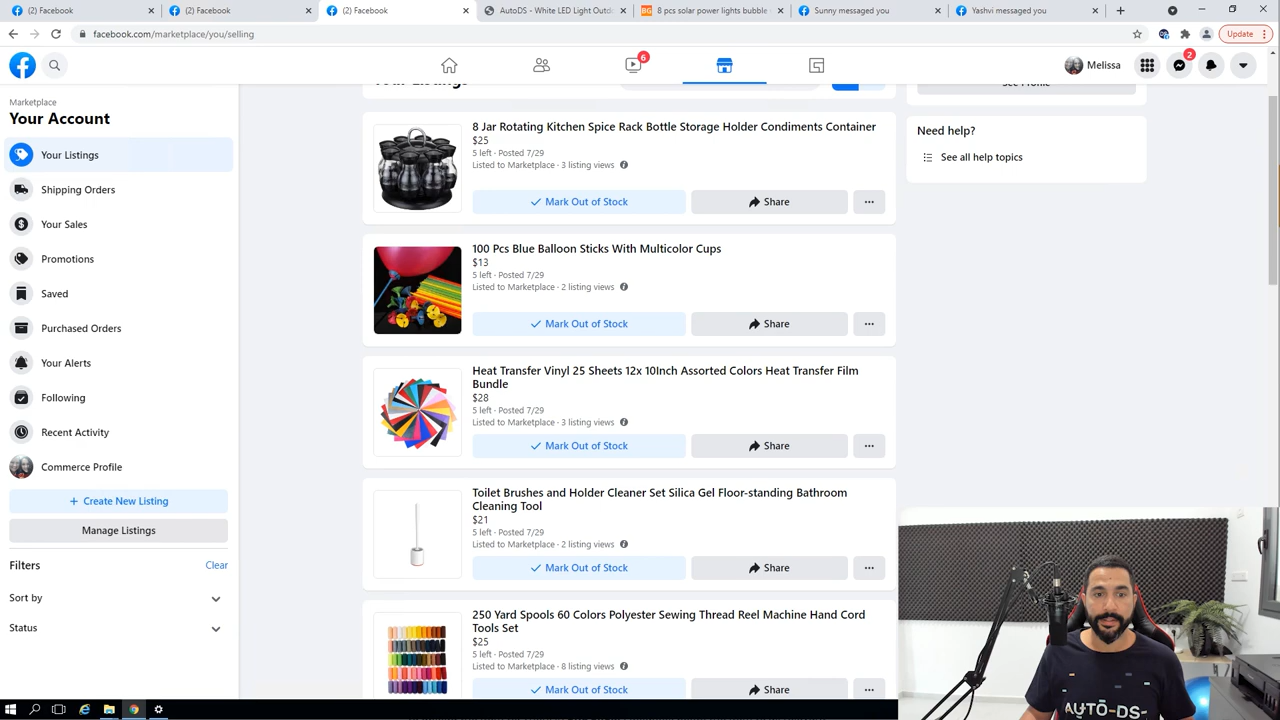 (2) Facebook
(2) Facebook
(2) Facebook
AutoDS - White LED Light Outd
8 pcs solar power lights bubble
Sunny messaged you
Yashvi messaged you
facebook.com/marketplace/you/selling
Update
6
Melissa
2
Marketplace
Your Account
Your Listings
Shipping Orders
Your Sales
Promotions
Saved
Purchased Orders
Your Alerts
Following
Recent Activity
Commerce Profile
+ Create New Listing
Manage Listings
Filters
Clear
Sort by
Status
Your Listings
8 Jar Rotating Kitchen Spice Rack Bottle Storage Holder Condiments Container
$25
5 left · Posted 7/29
Listed to Marketplace · 3 listing views
Mark Out of Stock
Share
100 Pcs Blue Balloon Sticks With Multicolor Cups
$13
5 left · Posted 7/29
Listed to Marketplace · 2 listing views
Mark Out of Stock
Share
Heat Transfer Vinyl 25 Sheets 12x 10Inch Assorted Colors Heat Transfer Film
Bundle
$28
5 left · Posted 7/29
Listed to Marketplace · 3 listing views
Mark Out of Stock
Share
Toilet Brushes and Holder Cleaner Set Silica Gel Floor-standing Bathroom
Cleaning Tool
$21
5 left · Posted 7/29
Listed to Marketplace · 2 listing views
Mark Out of Stock
Share
250 Yard Spools 60 Colors Polyester Sewing Thread Reel Machine Hand Cord
Tools Set
$25
5 left · Posted 7/29
Listed to Marketplace · 8 listing views
Mark Out of Stock
Share
See Profile
Need help?
See all help topics
AUTO-DS